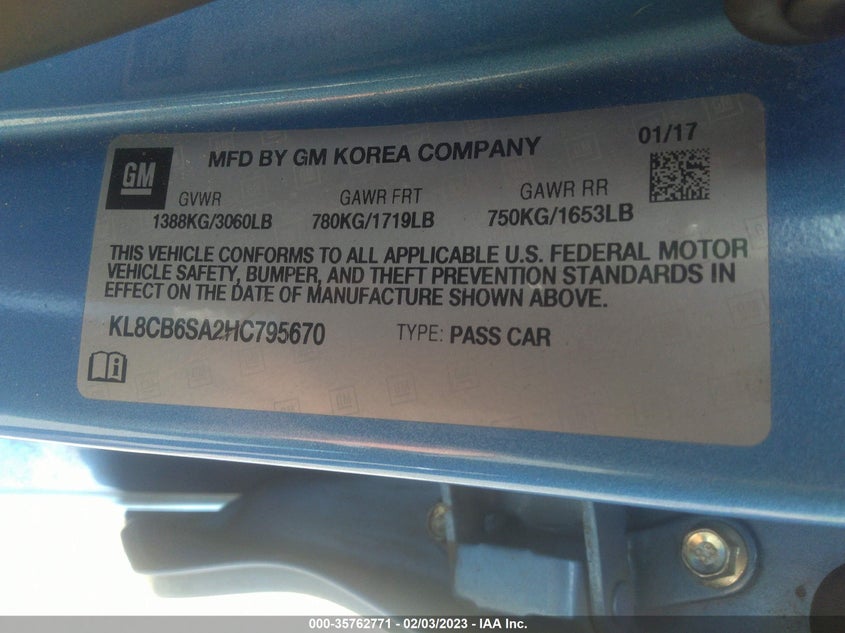 GM
MFD BY GM KOREA COMPANY
01/17
GVWR GAWR FRT GAWR RR
1388KG/3060LB 780KG/1719LB 750KG/1653LB
THIS VEHICLE CONFORMS TO ALL APPLICABLE U.S. FEDERAL MOTOR
VEHICLE SAFETY, BUMPER, AND THEFT PREVENTION STANDARDS IN
EFFECT ON THE DATE OF MANUFACTURE SHOWN ABOVE.
KL8CB6SA2HC795670 TYPE: PASS CAR
000-35762771 - 02/03/2023 - IAA Inc.